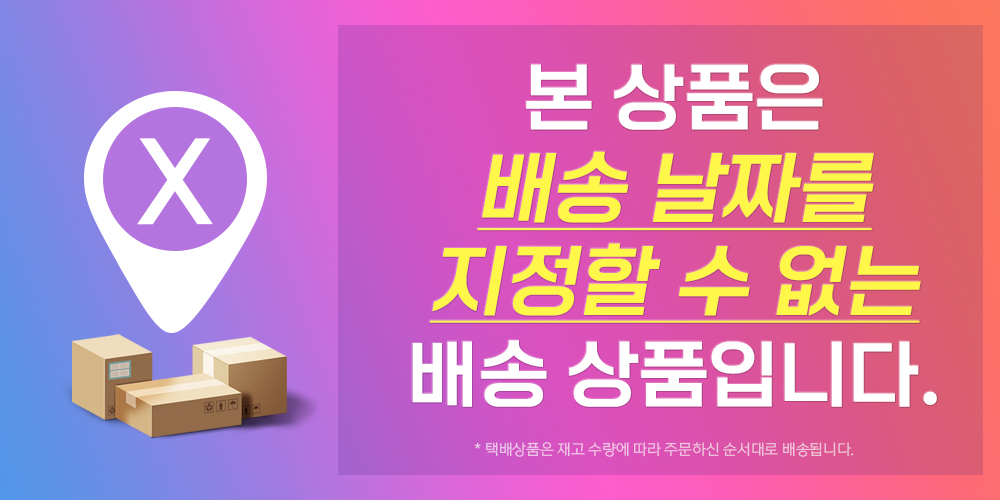 X
본 상품은
배송 날짜를
지정할 수 없는
배송 상품입니다.
* 택배상품은 재고 수량에 따라 주문하신 순서대로 배송됩니다.